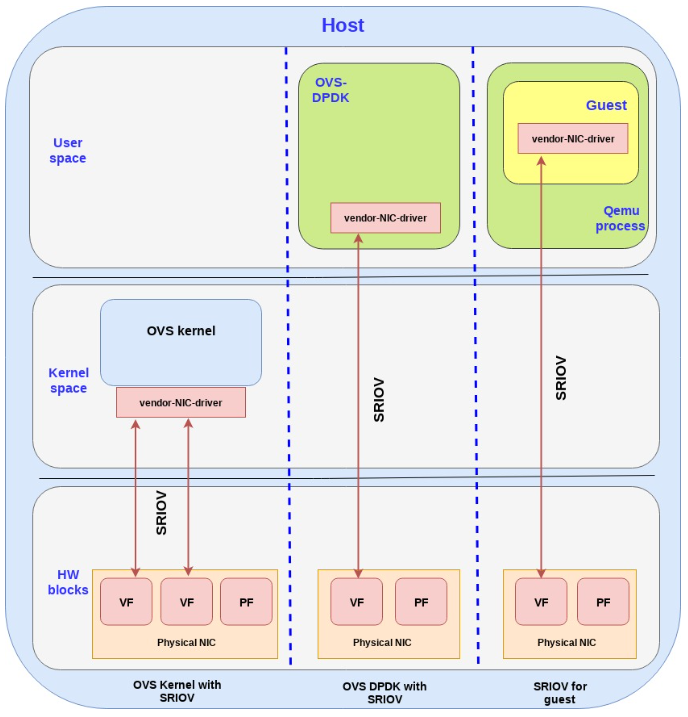 Host
OVS-
DPDK
Guest
vendor-NIC-driver
User
space
vendor-NIC-driver
Qemu
process
OVS kernel
Kernel
space
vendor-NIC-driver
SRIOV
SRIOV
SRIOV
HW
blocks
VF
VF
PF
Physical NIC
VF
PF
Physical NIC
VF
PF
Physical NIC
OVS Kernel with
SRIOV
OVS DPDK with
SRIOV
SRIOV for
guest